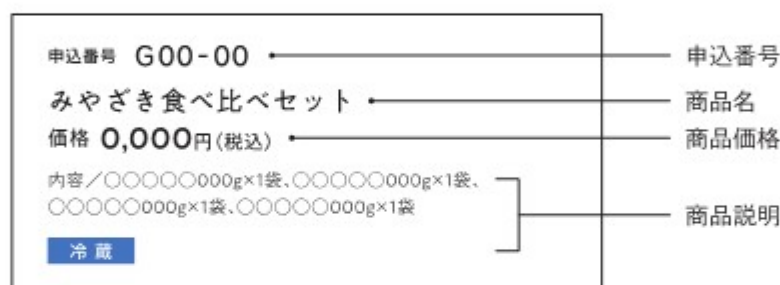 申込番号 G00-00
申込番号
みやざき食べ比べセット
商品名
価格 0,000円(税込)
商品価格
内容／○○○○○000g×1袋、○○○○○000g×1袋、
○○○○○000g×1袋、○○○○○000g×1袋
商品説明
冷蔵